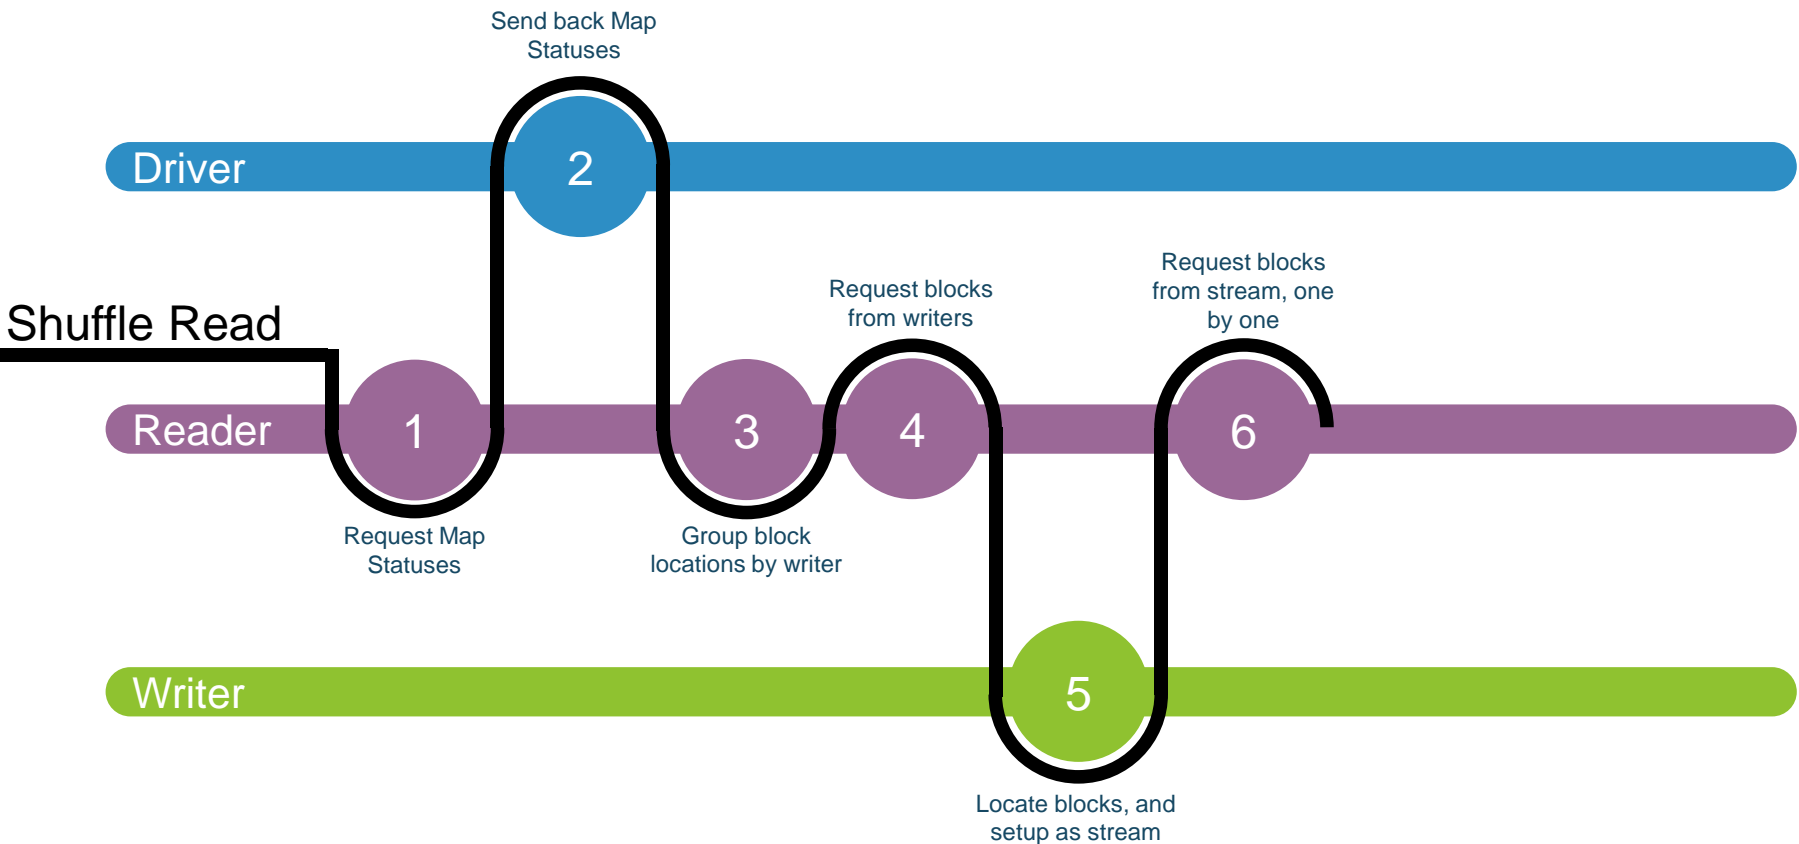 Send back Map
Statuses
Driver
2
Shuffle Read
Request blocks
from writers
Request blocks
from stream, one
by one
Reader
1
3
4
6
Request Map
Statuses
Group block
locations by writer
Writer
5
Locate blocks, and
setup as stream